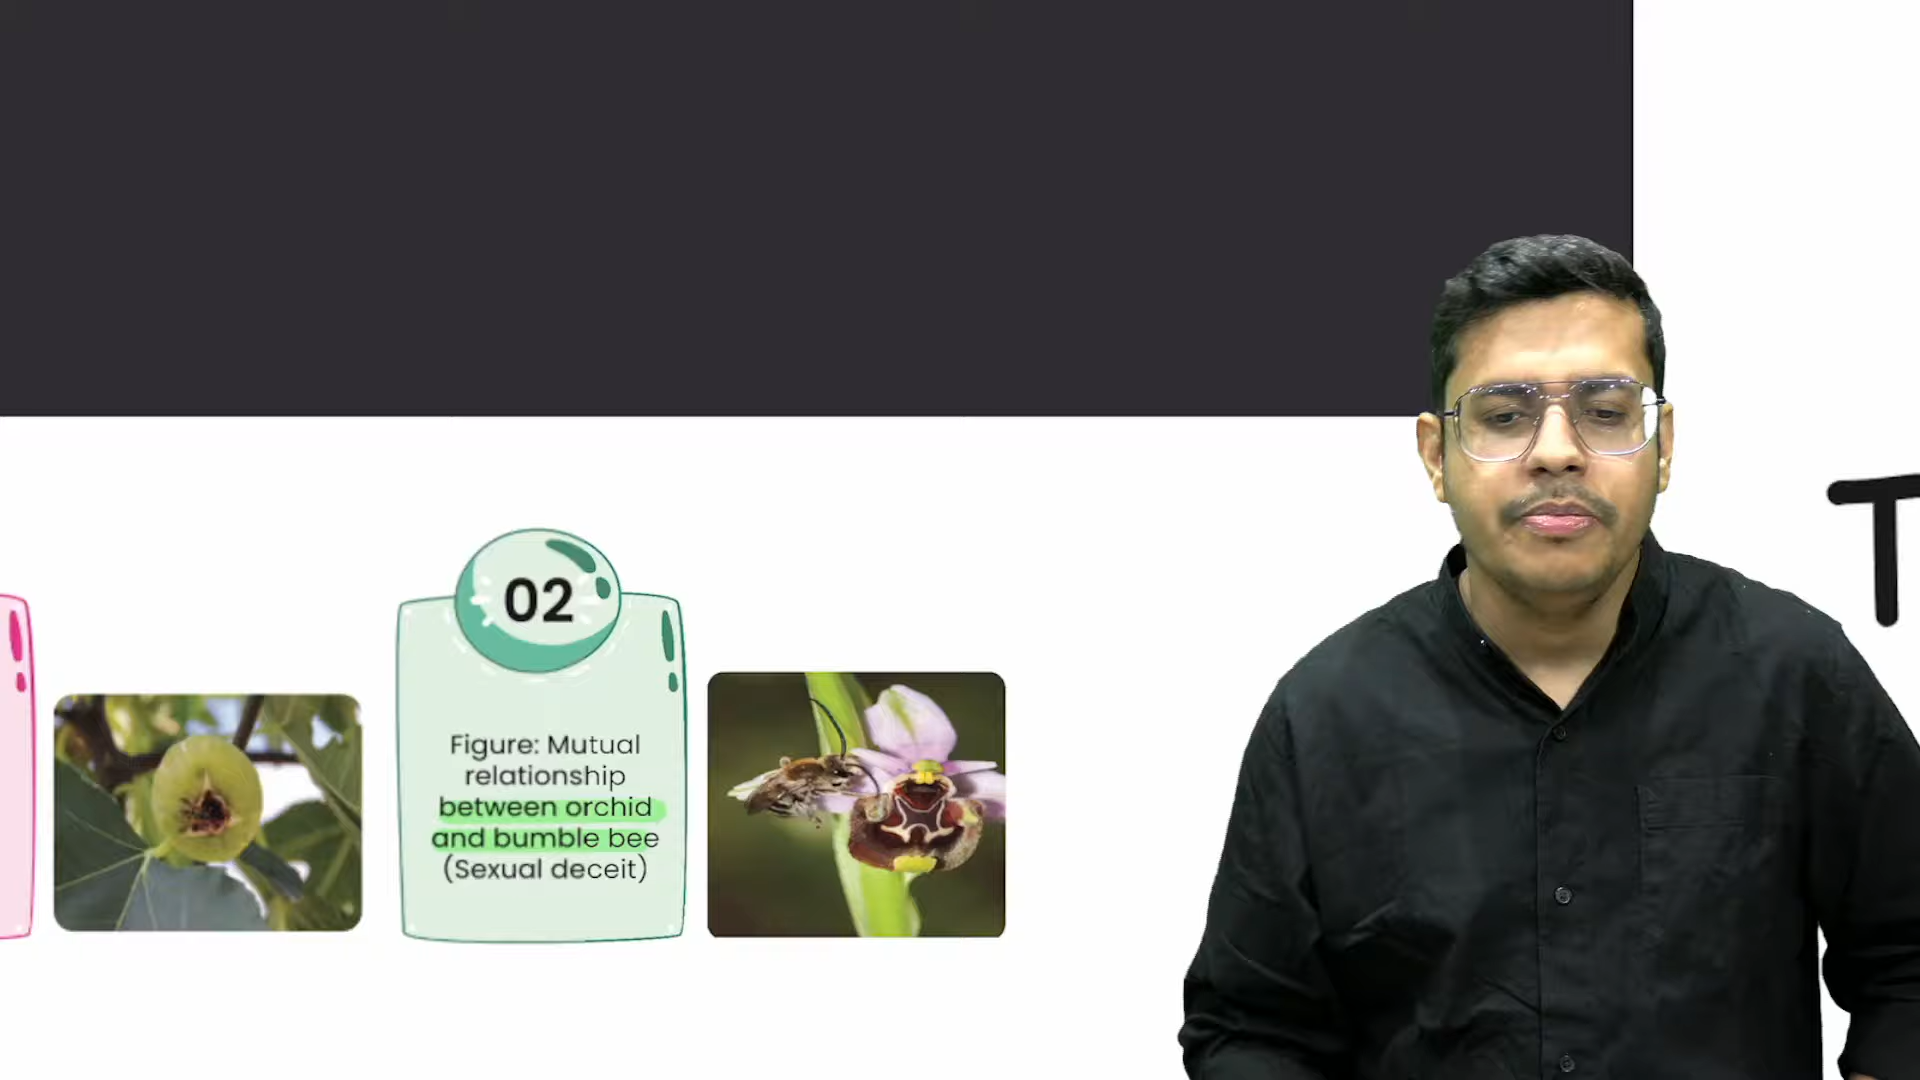 02
Figure: Mutual
relationship
between orchid
and bumble bee
(Sexual deceit)
T